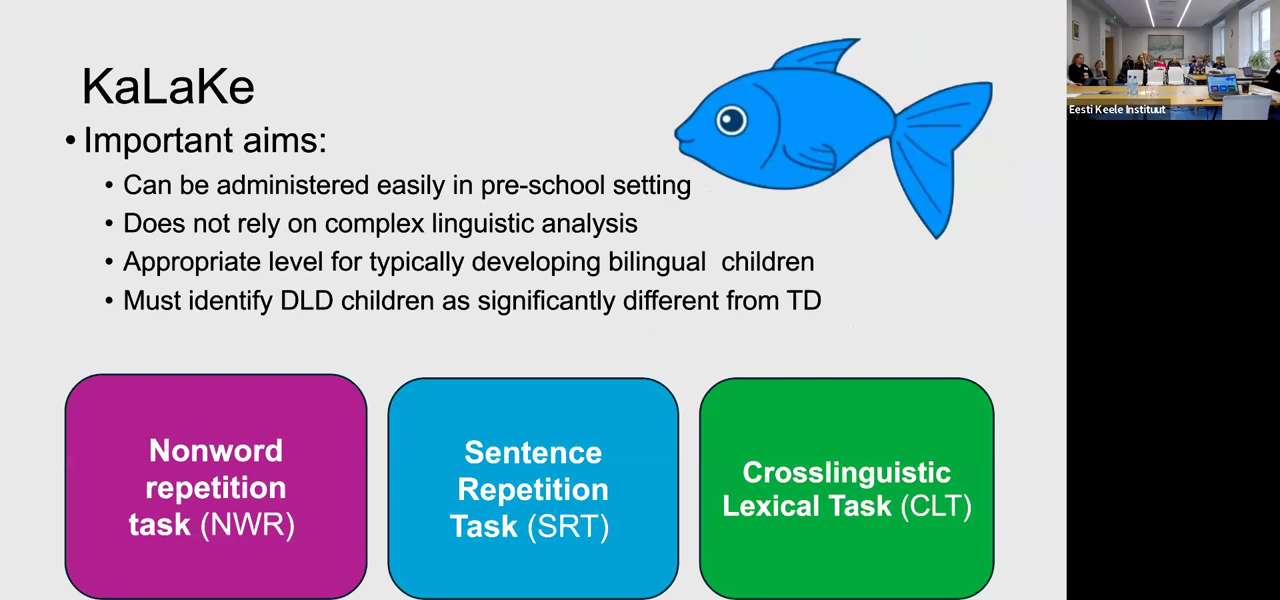 KaLaKe
• Important aims:
• Can be administered easily in pre-school setting
• Does not rely on complex linguistic analysis
• Appropriate level for typically developing bilingual  children
• Must identify DLD children as significantly different from TD
Nonword
repetition
task (NWR)
Sentence
Repetition
Task (SRT)
Crosslinguistic
Lexical Task (CLT)
Eesti Keele Instituut